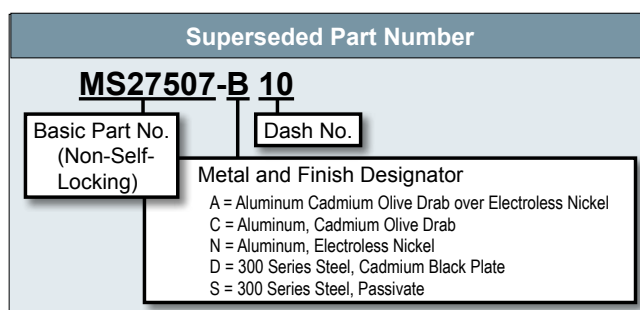 Superseded Part Number
MS27507-B 10
Basic Part No.
(Non-Self-
Locking)
Dash No.
Metal and Finish Designator
A = Aluminum Cadmium Olive Drab over Electroless Nickel
C = Aluminum, Cadmium Olive Drab
N = Aluminum, Electroless Nickel
D = 300 Series Steel, Cadmium Black Plate
S = 300 Series Steel, Passivate